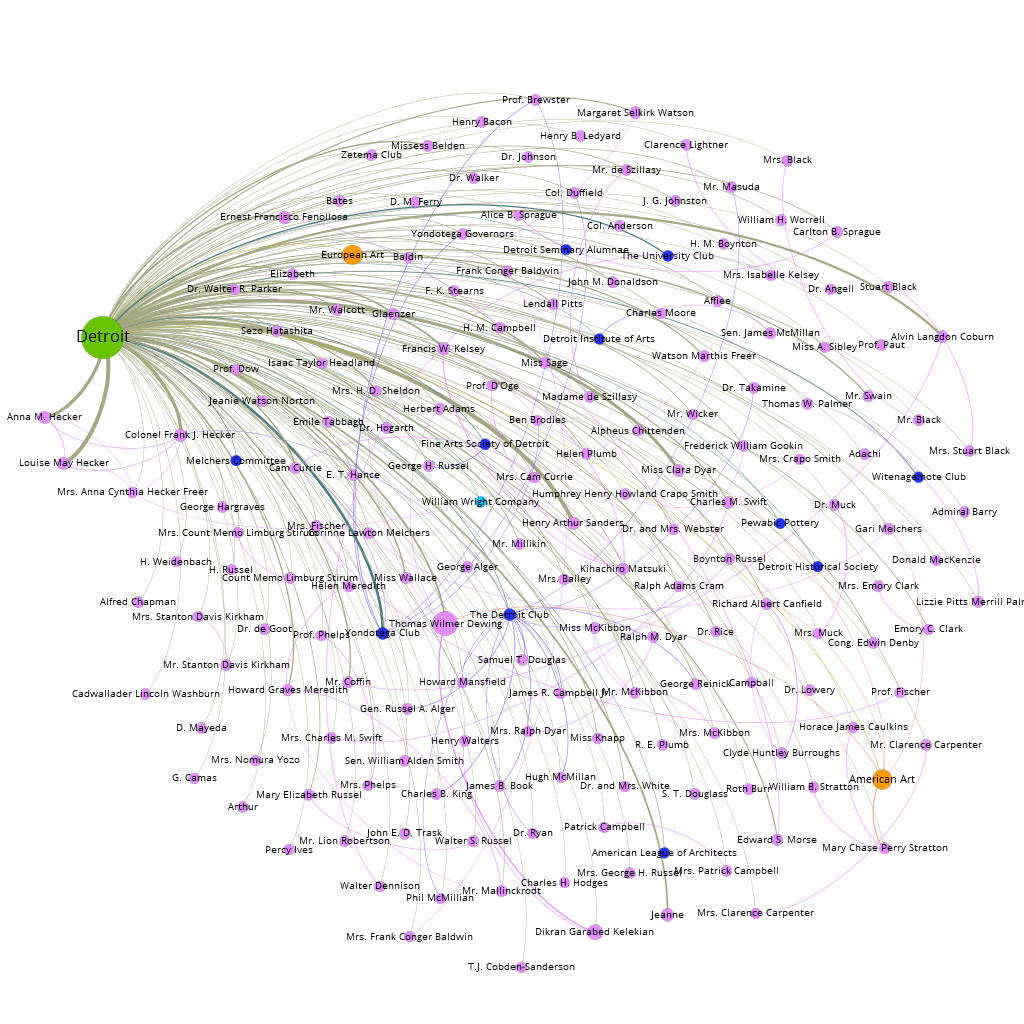 Prof. Brewster
Margaret Selkirk Watson
Henry Bacon
Henry B. Ledyard
Missess Belden
Clarence Lightner
Zetema Club
Dr. Johnson
Mrs. Black
Mr. de Szillasy
Dr. Walker
Mr. Masuda
Col. Duffield
Bates
D. M. Ferry
J. G. Johnston
Ernest Francisco Fenollosa
Alice B. Sprague
William H. Worrell
Col. Anderson
Carlton B. Sprague
Yondotega Governors
H. M. Boynton
Detroit Seminary Alumnae
European Art
Baldin
The University Club
Elizabeth
Frank Conger Baldwin
Mrs. Isabelle Kelsey
John M. Donaldson
Dr. Walter R. Parker
F. K. Stearns
Dr. Angell
Stuart Black
Affiee
Lendall Pitts
Mr. Walcott
Glaenzer
Charles Moore
Sezo Hatashita
H. M. Campbell
Sen. James McMillan
Detroit
Detroit Institute of Arts
Alvin Langdon Coburn
Francis W. Kelsey
Miss A. Sibley
Prof. Paut
Watson Marthis Freer
Isaac Taylor Headland
Miss Sage
Prof. Dow
Prof. D'Oge
Dr. Takamine
Mrs. H. D. Sheldon
Madame de Szillasy
Mr. Swain
Jeanie Watson Norton
Thomas W. Palmer
Herbert Adams
Mr. Wicker
Anna M. Hecker
Emile Tabbagh
Ben Brodies
Mr. Black
Dr. Hogarth
Alpheus Chittenden
Colonel Frank J. Hecker
Fine Arts Society of Detroit
Frederick William Gookin
Mrs. Stuart Black
Helen Plumb
Adachi
Louise May Hecker
Melchers Committee
Cam Currie
George H. Russel
Mrs. Crapo Smith
E. T. Hance
Miss Clara Dyar
Mrs. Cam Currie
Witenagemote Club
Mrs. Anna Cynthia Hecker Freer
Humphrey Henry Howland Crapo Smith
William Wright Company
Charles M. Swift
George Hargraves
Dr. Muck
Admiral Barry
Mrs. Fischer
Henry Arthur Sanders
Dr. and Mrs. Webster
Pewabic Pottery
Gari Melchers
Mrs. Count Memo Limburg Stirum
Corinne Lawton Melchers
Mr. Millikin
H. Weidenbach
Boynton Russel
Donald MacKenzie
H. Russel
George Alger
Kihachiro Matsuki
Detroit Historical Society
Count Memo Limburg Stirum
Miss Wallace
Mrs. Bailey
Helen Meredith
Ralph Adams Cram
Mrs. Emory Clark
Alfred Chapman
Richard Albert Canfield
Mrs. Stanton Davis Kirkham
The Detroit Club
Thomas Wilmer Dewing
Dr. de Goot
Prof. Phelps
Yondotega Club
Miss McKibbon
Ralph M. Dyar
Dr. Rice
Mrs. Muck
Emory C. Clark
Cong. Edwin Denby
Samuel T. Douglas
Mr. Stanton Davis Kirkham
Mr. Coffin
Howard Mansfield
George Reinick
Campball
Howard Graves Meredith
Dr. Lowery
Cadwallader Lincoln Washburn
Mr. McKibbon
Prof. Fischer
Gen. Russel A. Alger
D. Mayeda
Horace James Caulkins
Mrs. Ralph Dyar
Mrs. McKibbon
Mrs. Charles M. Swift
Henry Walters
Miss Knapp
R. E. Plumb
Mr. Clarence Carpenter
Clyde Huntley Burroughs
Mrs. Nomura Yozo
Sen. William Alden Smith
G. Camas
Hugh McMillan
American Art
Mrs. Phelps
James B. Book
Dr. and Mrs. White
Roth Burr
William B. Stratton
Mary Elizabeth Russel
Charles B. King
S. T. Douglass
Arthur
Patrick Campbell
John E. D. Trask
Dr. Ryan
Mr. Lion Robertson
Walter S. Russel
Edward S. Morse
Percy Ives
Mary Chase Perry Stratton
American League of Architects
Mrs. George H. Russel
Mrs. Patrick Campbell
Charles H. Hodges
Walter Dennison
Mr. Mallinckrodt
Phil McMillian
Jeanne
Mrs. Clarence Carpenter
Dikran Garabed Kelekian
Mrs. Frank Conger Baldwin
T.J. Cobden-Sanderson